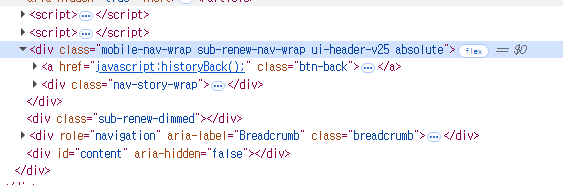 <script>…</script>
<script>…</script>
<div class="mobile-nav-wrap sub-renew-nav-wrap ui-header-v25 absolute"> flex == $0
<a href="javascript:historyBack();" class="btn-back">…</a>
<div class="nav-story-wrap">…</div>
</div>
<div class="sub-renew-dimmed"></div>
<div role="navigation" aria-label="Breadcrumb" class="breadcrumb">…</div>
<div id="content" aria-hidden="false"></div>
</div>